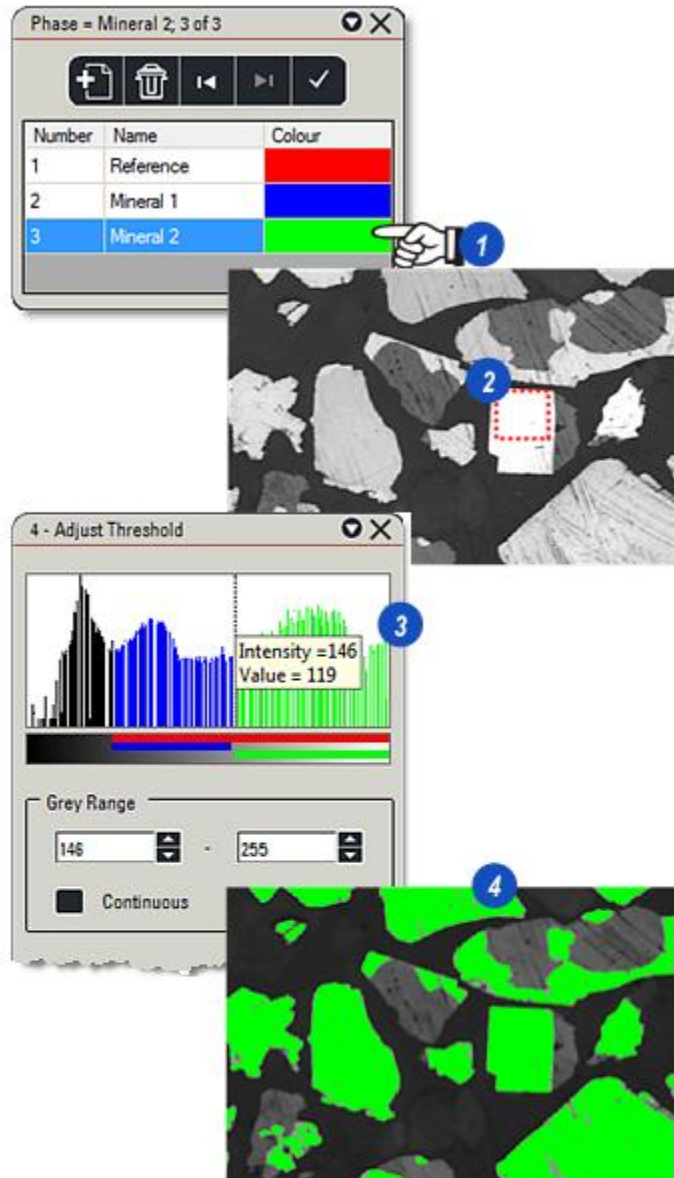 Phase = Mineral 2; 3 of 3
Number Name Colour
1 Reference
2 Mineral 1
3 Mineral 2
1
2
4 - Adjust Threshold
3
Intensity =146
Value = 119
Grey Range
146 - 255
Continuous
4